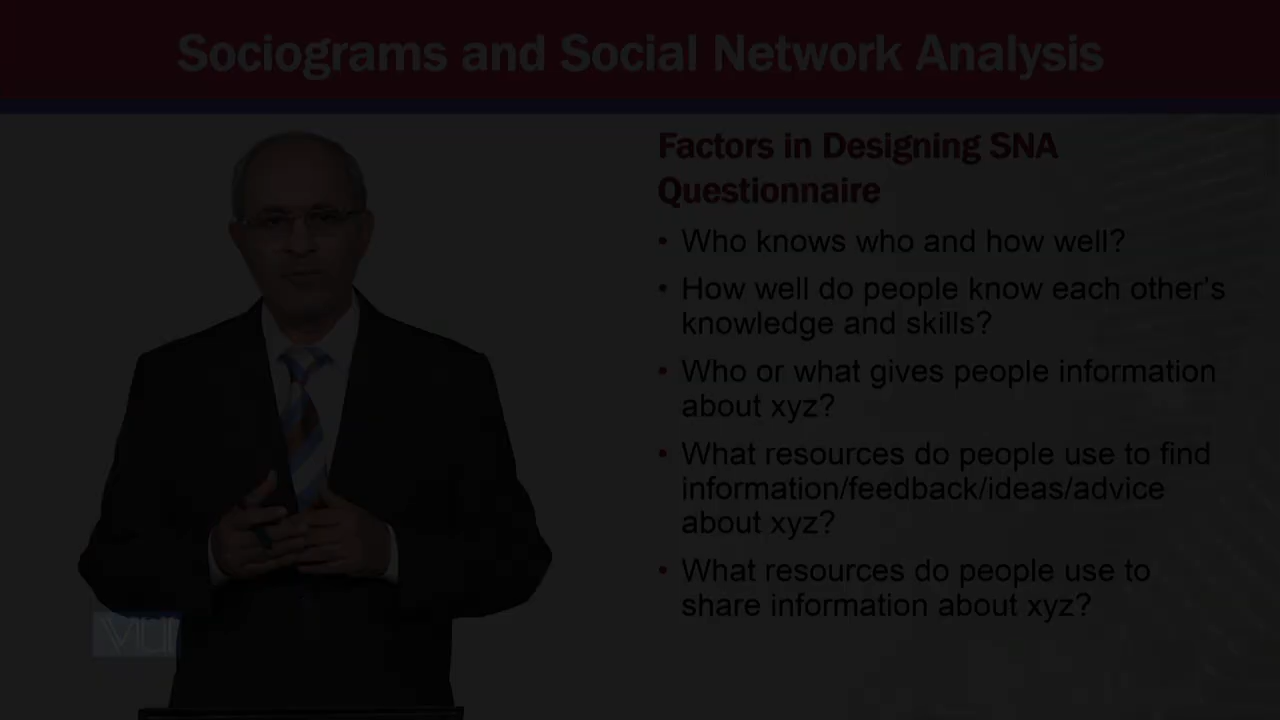 Sociograms and Social Network Analysis
Factors in Designing SNA
Questionnaire
• Who knows who and how well?
• How well do people know each other's
knowledge and skills?
• Who or what gives people information
about xyz?
• What resources do people use to find
information/feedback/ideas/advice
about xyz?
• What resources do people use to
share information about xyz?
VU